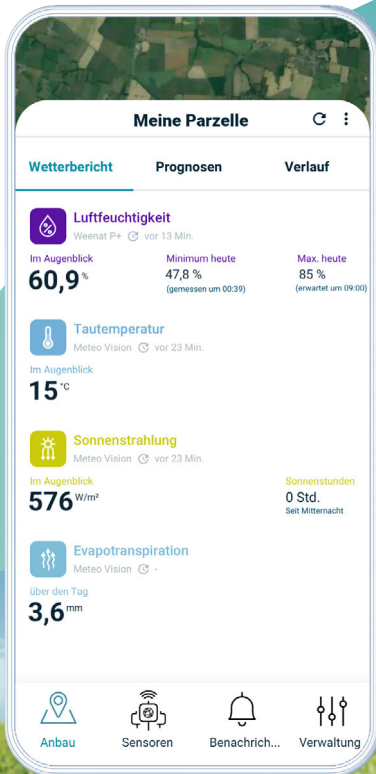 Meine Parzelle
Wetterbericht Prognosen Verlauf
Luftfeuchtigkeit
Weenat P+ vor 13 Min.
Im Augenblick Minimum heute Max. heute
60,9 % 47,8 % 85 %
(gemessen um 00:39) (erwartet um 09:00)
Tautemperatur
Meteo Vision vor 23 Min.
Im Augenblick
15 °C
Sonnenstrahlung
Meteo Vision vor 23 Min.
Im Augenblick Sonnenstunden
576 W/m² 0 Std.
Seit Mitternacht
Evapotranspiration
Meteo Vision -
über den Tag
3,6 mm
Anbau Sensoren Benachrich... Verwaltung